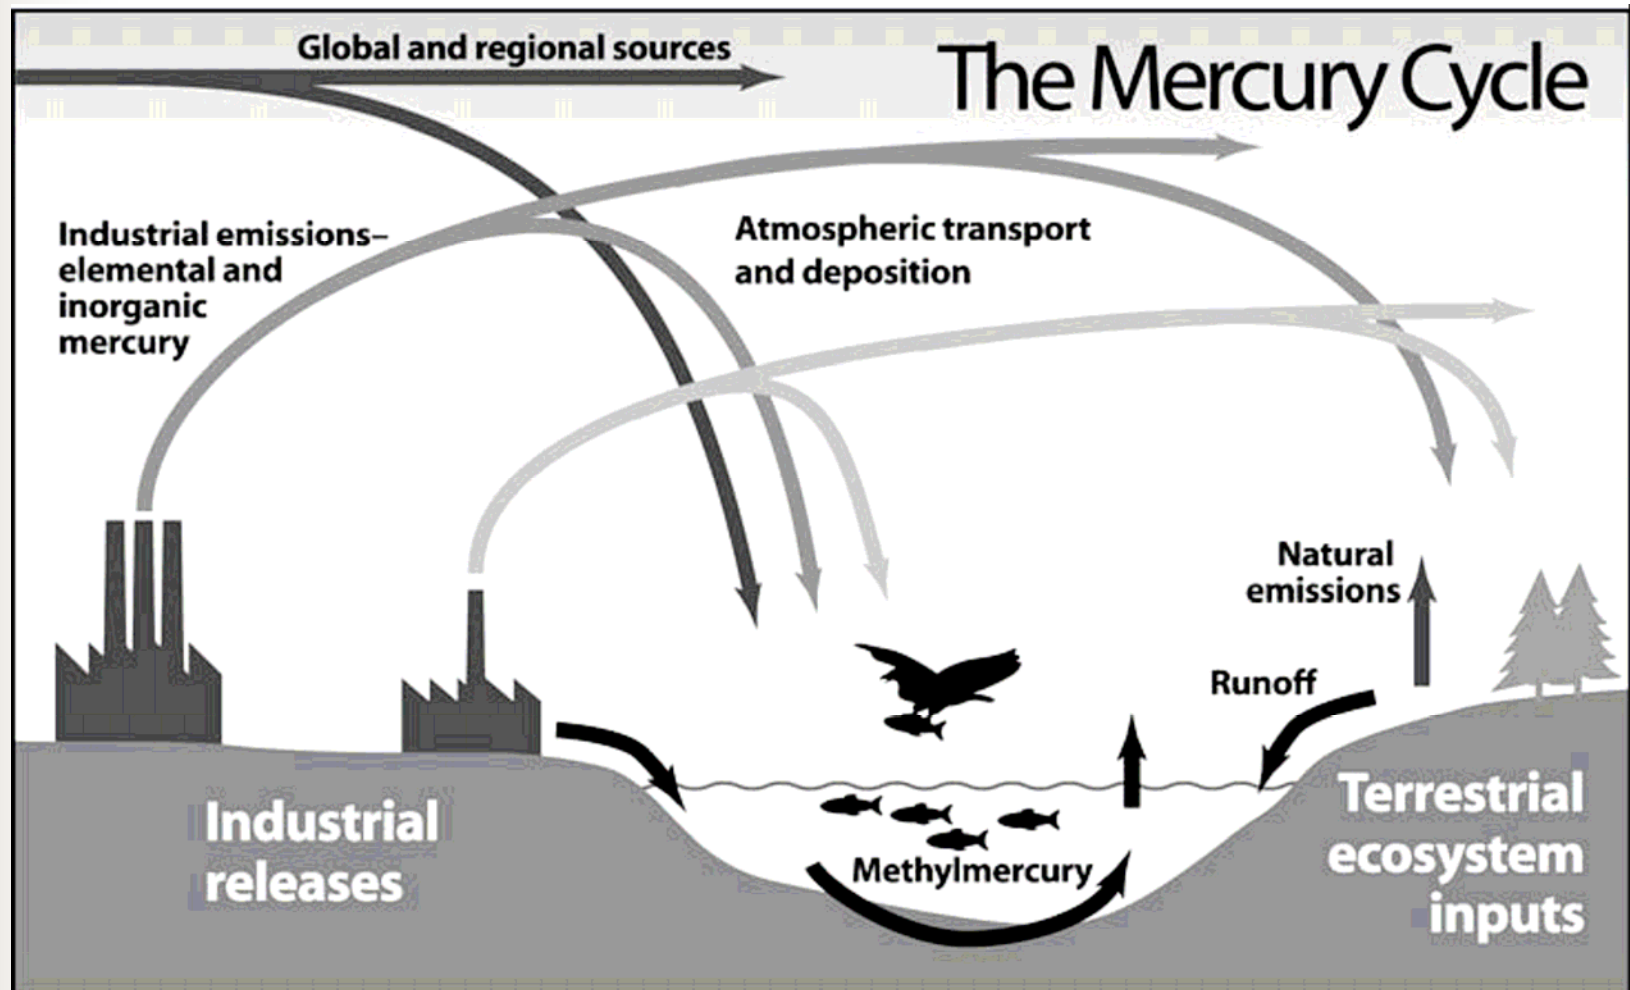 Global and regional sources
The Mercury Cycle
Industrial emissions–
elemental and
inorganic
mercury
Atmospheric transport
and deposition
Natural
emissions
Runoff
Industrial
releases
Methylmercury
Terrestrial
ecosystem
inputs